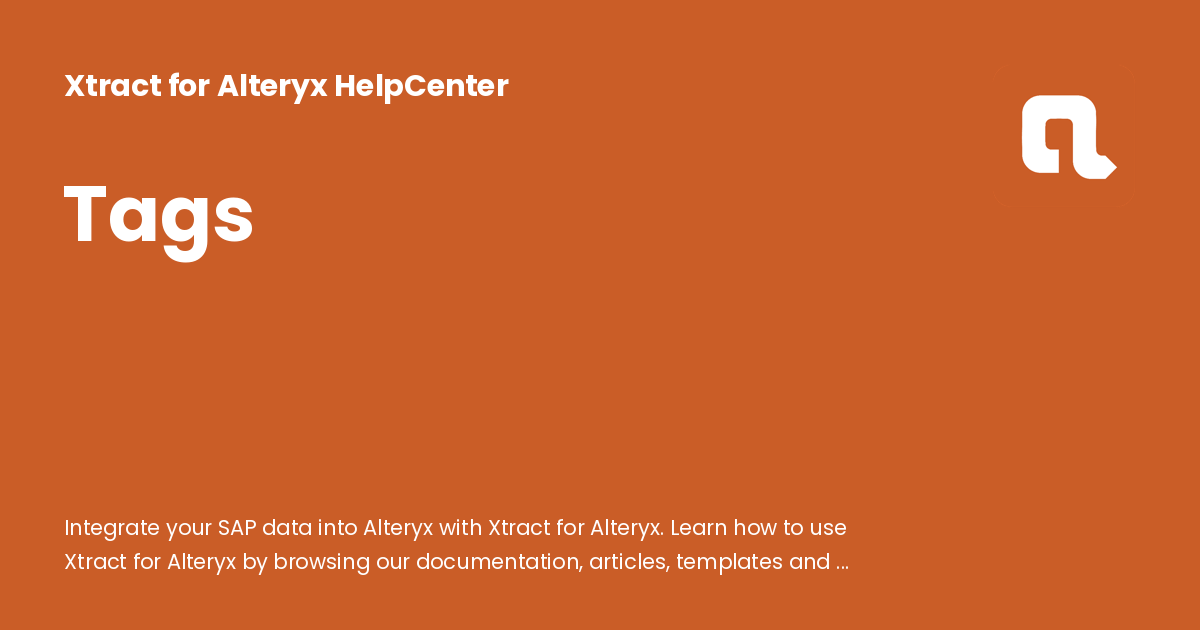 Xtract for Alteryx HelpCenter
Tags
Integrate your SAP data into Alteryx with Xtract for Alteryx. Learn how to use
Xtract for Alteryx by browsing our documentation, articles, templates and ...